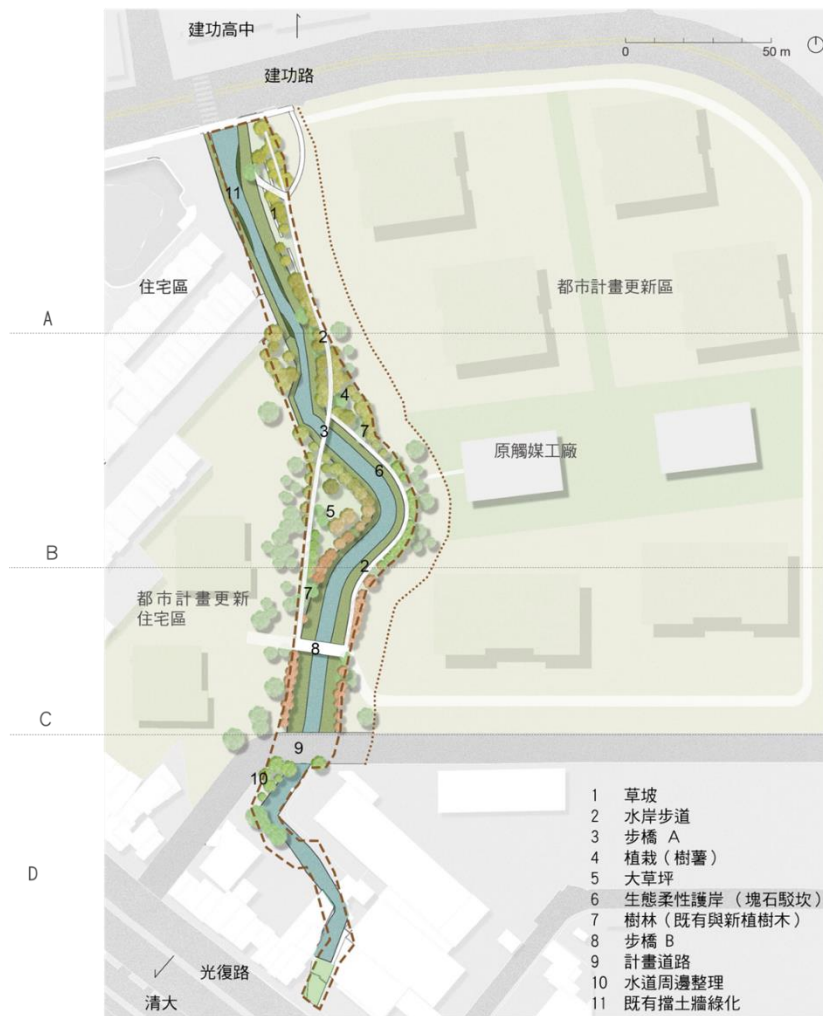 建功高中
建功路
0 50 m
11
1
住宅區
都市計畫更新區
A
2
4
3
7
原觸媒工廠
6
5
B
2
都市計畫更新
住宅區
7
8
C
9
10
D
光復路
清大
1 草坡
2 水岸步道
3 步橋 A
4 植栽（樹薯）
5 大草坪
6 生態柔性護岸（塊石駁坎）
7 樹林（既有與新植樹木）
8 步橋 B
9 計畫道路
10 水道周邊整理
11 既有擋土牆綠化